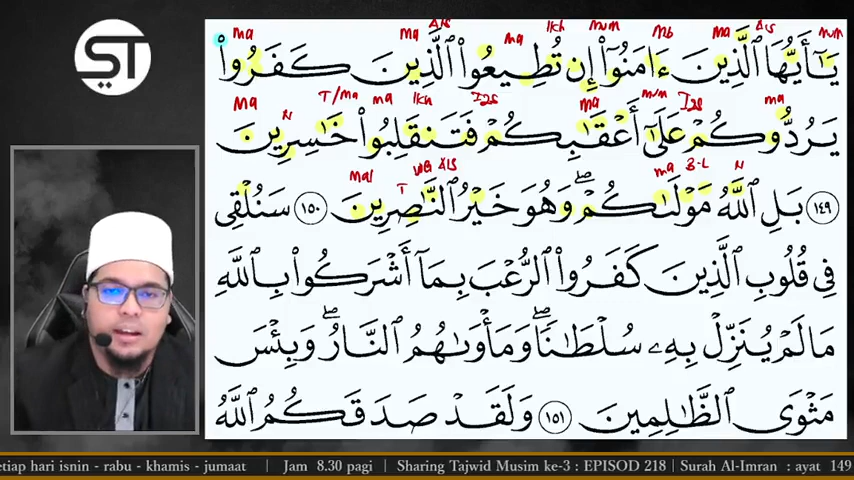 يَـٰٓأَيُّهَا ٱلَّذِينَ ءَامَنُوٓا۟ إِن تُطِيعُوا۟ ٱلَّذِينَ كَفَرُوا۟
يَرُدُّوكُمْ عَلَىٰٓ أَعْقَـٰبِكُمْ فَتَنقَلِبُوا۟ خَـٰسِرِينَ
١٤٩ بَلِ ٱللَّهُ مَوْلَىٰكُمْ ۖ وَهُوَ خَيْرُ ٱلنَّـٰصِرِينَ ١٥٠ سَنُلْقِى
فِى قُلُوبِ ٱلَّذِينَ كَفَرُوا۟ ٱلرُّعْبَ بِمَآ أَشْرَكُوا۟ بِٱللَّهِ
مَا لَمْ يُنَزِّلْ بِهِۦ سُلْطَـٰنًا ۖ وَمَأْوَىٰهُمُ ٱلنَّارُ ۖ وَبِئْسَ
مَثْوَى ٱلظَّـٰلِمِينَ ١٥١ وَلَقَدْ صَدَقَكُمُ ٱللَّهُ
etiap hari isnin - rabu - khamis - jumaat | Jam 8.30 pagi | Sharing Tajwid Musim ke-3 : EPISOD 218 | Surah Al-Imran : ayat 149